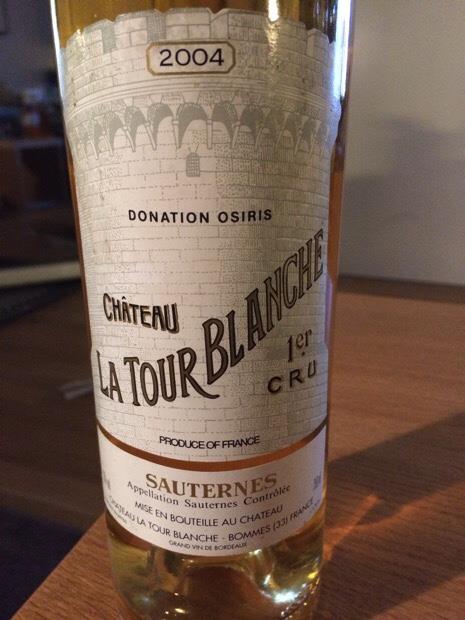 2004
DONATION OSIRIS
CHÂTEAU
LA TOUR BLANCHE
1er
CRU
PRODUCE OF FRANCE
SAUTERNES
Appellation Sauternes Contrôlée
MISE EN BOUTEILLE AU CHATEAU
CHATEAU LA TOUR BLANCHE - BOMMES (33) FRANCE
GRAND VIN DE BORDEAUX